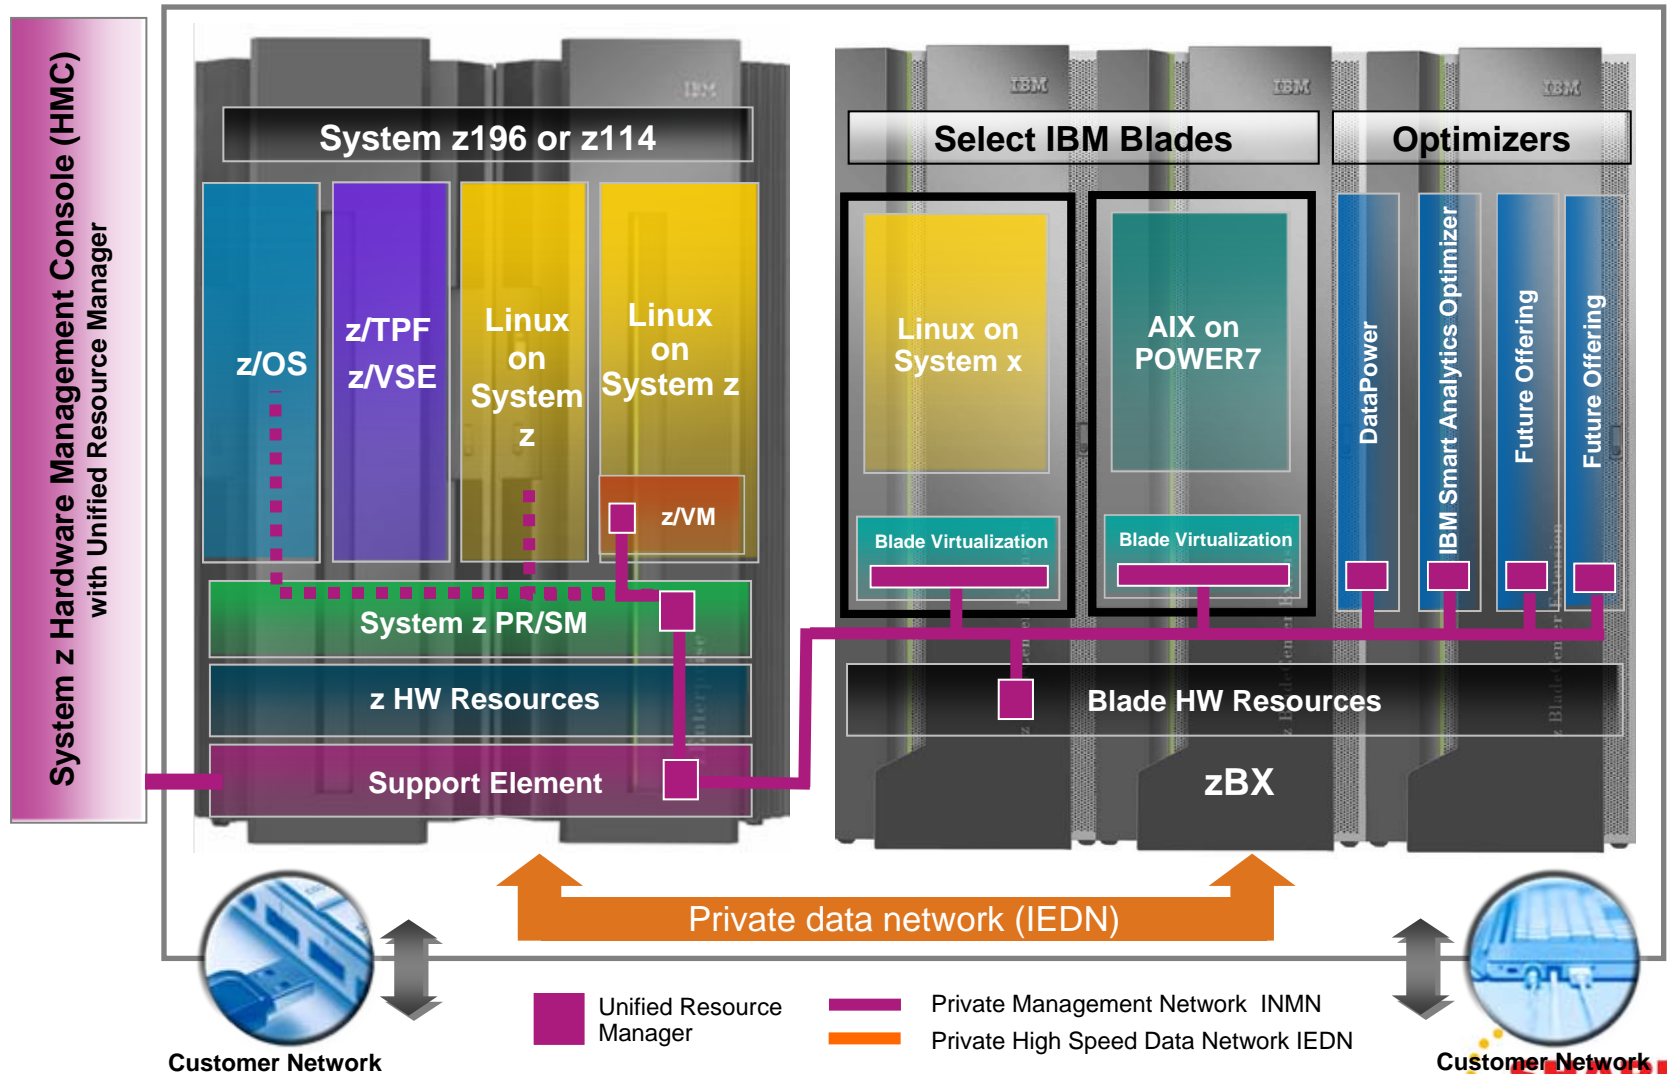 System z Hardware Management Console (HMC)
with Unified Resource Manager
IBM
IBM
IBM
IBM
System z196 or z114
Select IBM Blades
Optimizers
z/OS
z/TPF
z/VSE
Linux
on
System
z
Linux
on
System z
z/VM
Linux on
System x
AIX on
POWER7
DataPower
IBM Smart Analytics Optimizer
Future Offering
Future Offering
Blade Virtualization
Blade Virtualization
System z PR/SM
z HW Resources
Blade HW Resources
Support Element
zBX
Private data network (IEDN)
Unified Resource
Manager
Private Management Network INMN
Private High Speed Data Network IEDN
Customer Network
Customer Network